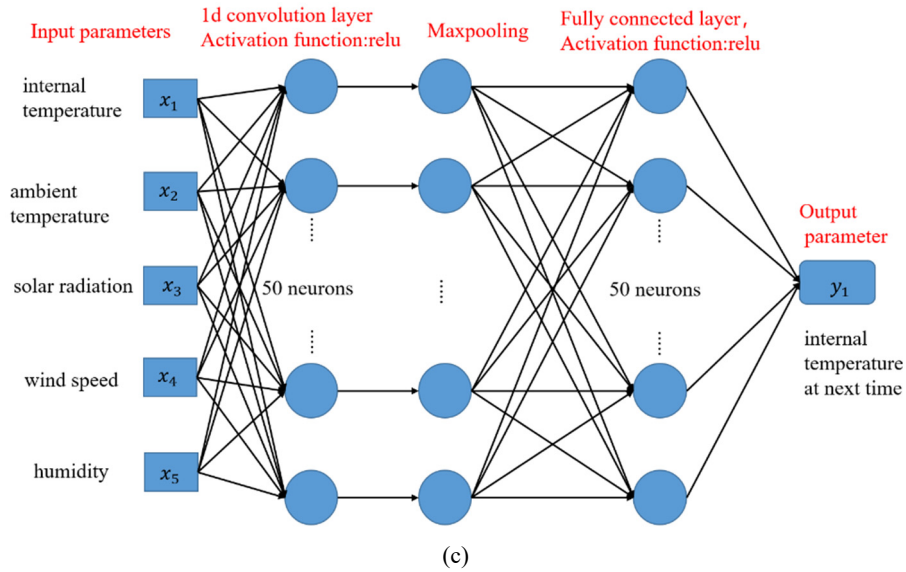 Input parameters
1d convolution layer
Activation function:relu
Maxpooling
Fully connected layer,
Activation function:relu
internal
temperature
x₁
ambient
temperature
x₂
solar radiation
x₃
wind speed
x₄
humidity
x₅
50 neurons
50 neurons
Output
parameter
y₁
internal
temperature
at next time
(c)